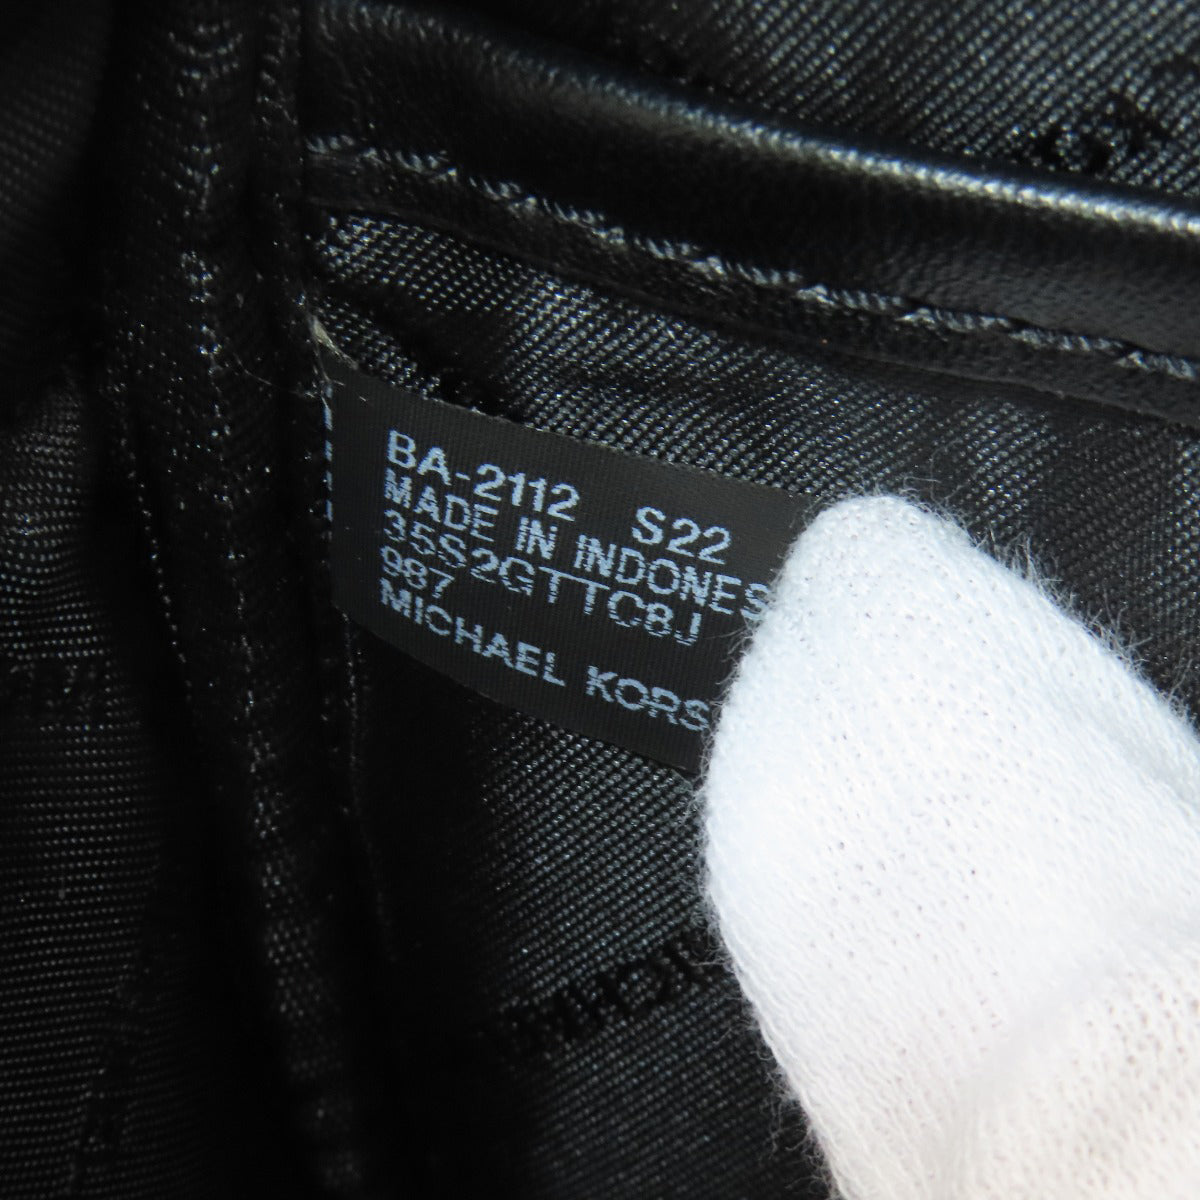 BA-2112 S22
MADE IN INDONES
35S2GTTC8J
987
MICHAEL KORS